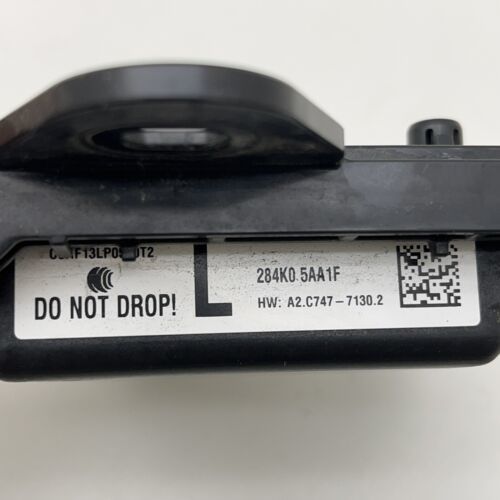 DO NOT DROP!
L
284K0 5AA1F
HW: A2.C747-7130.2